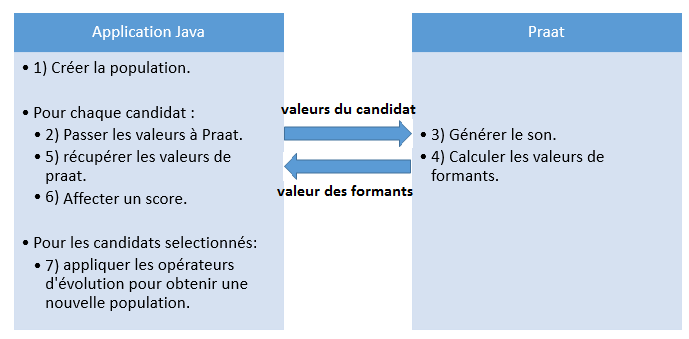 Application Java
• 1) Créer la population.
• Pour chaque candidat :
• 2) Passer les valeurs à Praat.
• 5) récupérer les valeurs de
praat.
• 6) Affecter un score.
• Pour les candidats selectionnés:
• 7) appliquer les opérateurs
d'évolution pour obtenir une
nouvelle population.
valeurs du candidat
valeur des formants
Praat
• 3) Générer le son.
• 4) Calculer les valeurs de
formants.